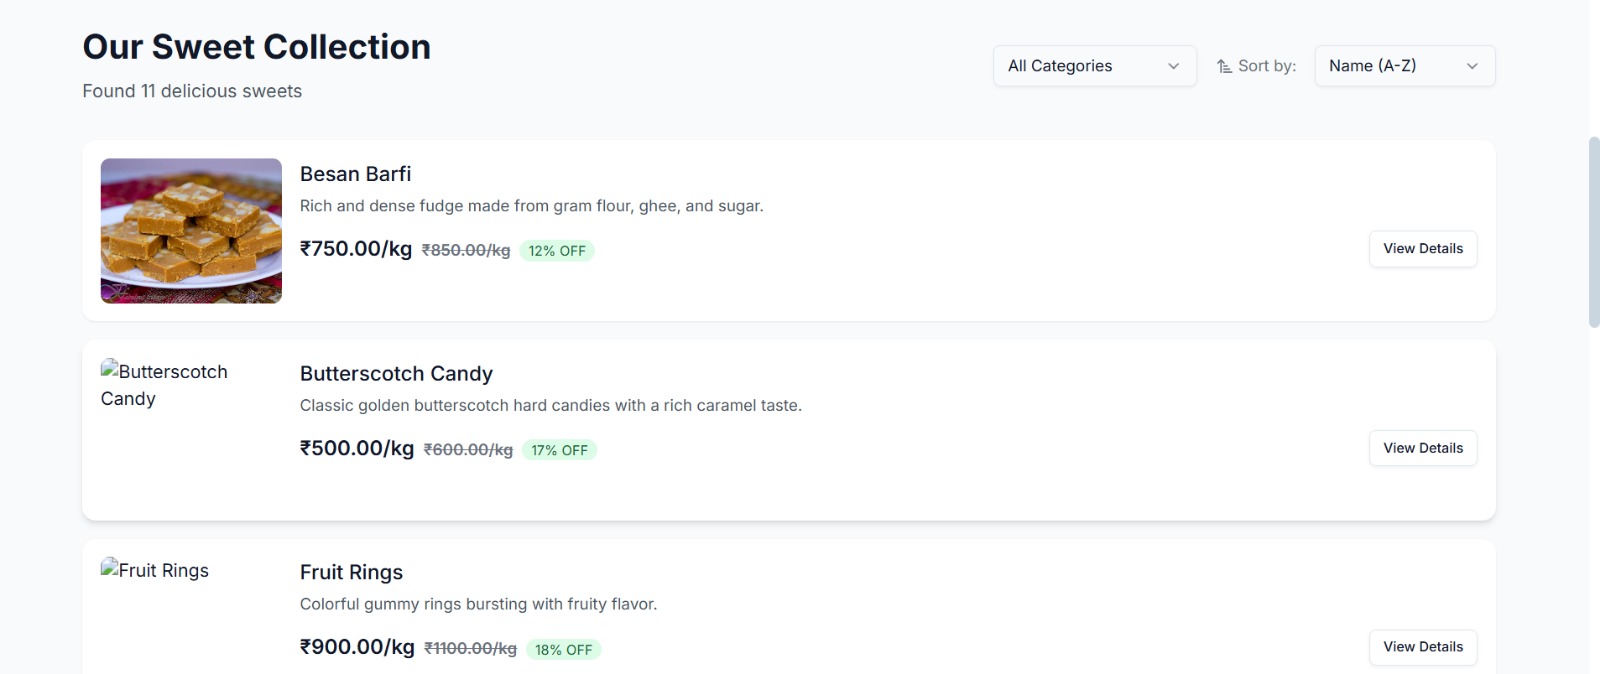 Our Sweet Collection
Found 11 delicious sweets
All Categories
Sort by:
Name (A-Z)
Besan Barfi
Rich and dense fudge made from gram flour, ghee, and sugar.
₹750.00/kg ₹850.00/kg 12% OFF
View Details
Butterscotch
Candy
Butterscotch Candy
Classic golden butterscotch hard candies with a rich caramel taste.
₹500.00/kg ₹600.00/kg 17% OFF
View Details
Fruit Rings
Fruit Rings
Colorful gummy rings bursting with fruity flavor.
₹900.00/kg ₹1100.00/kg 18% OFF
View Details